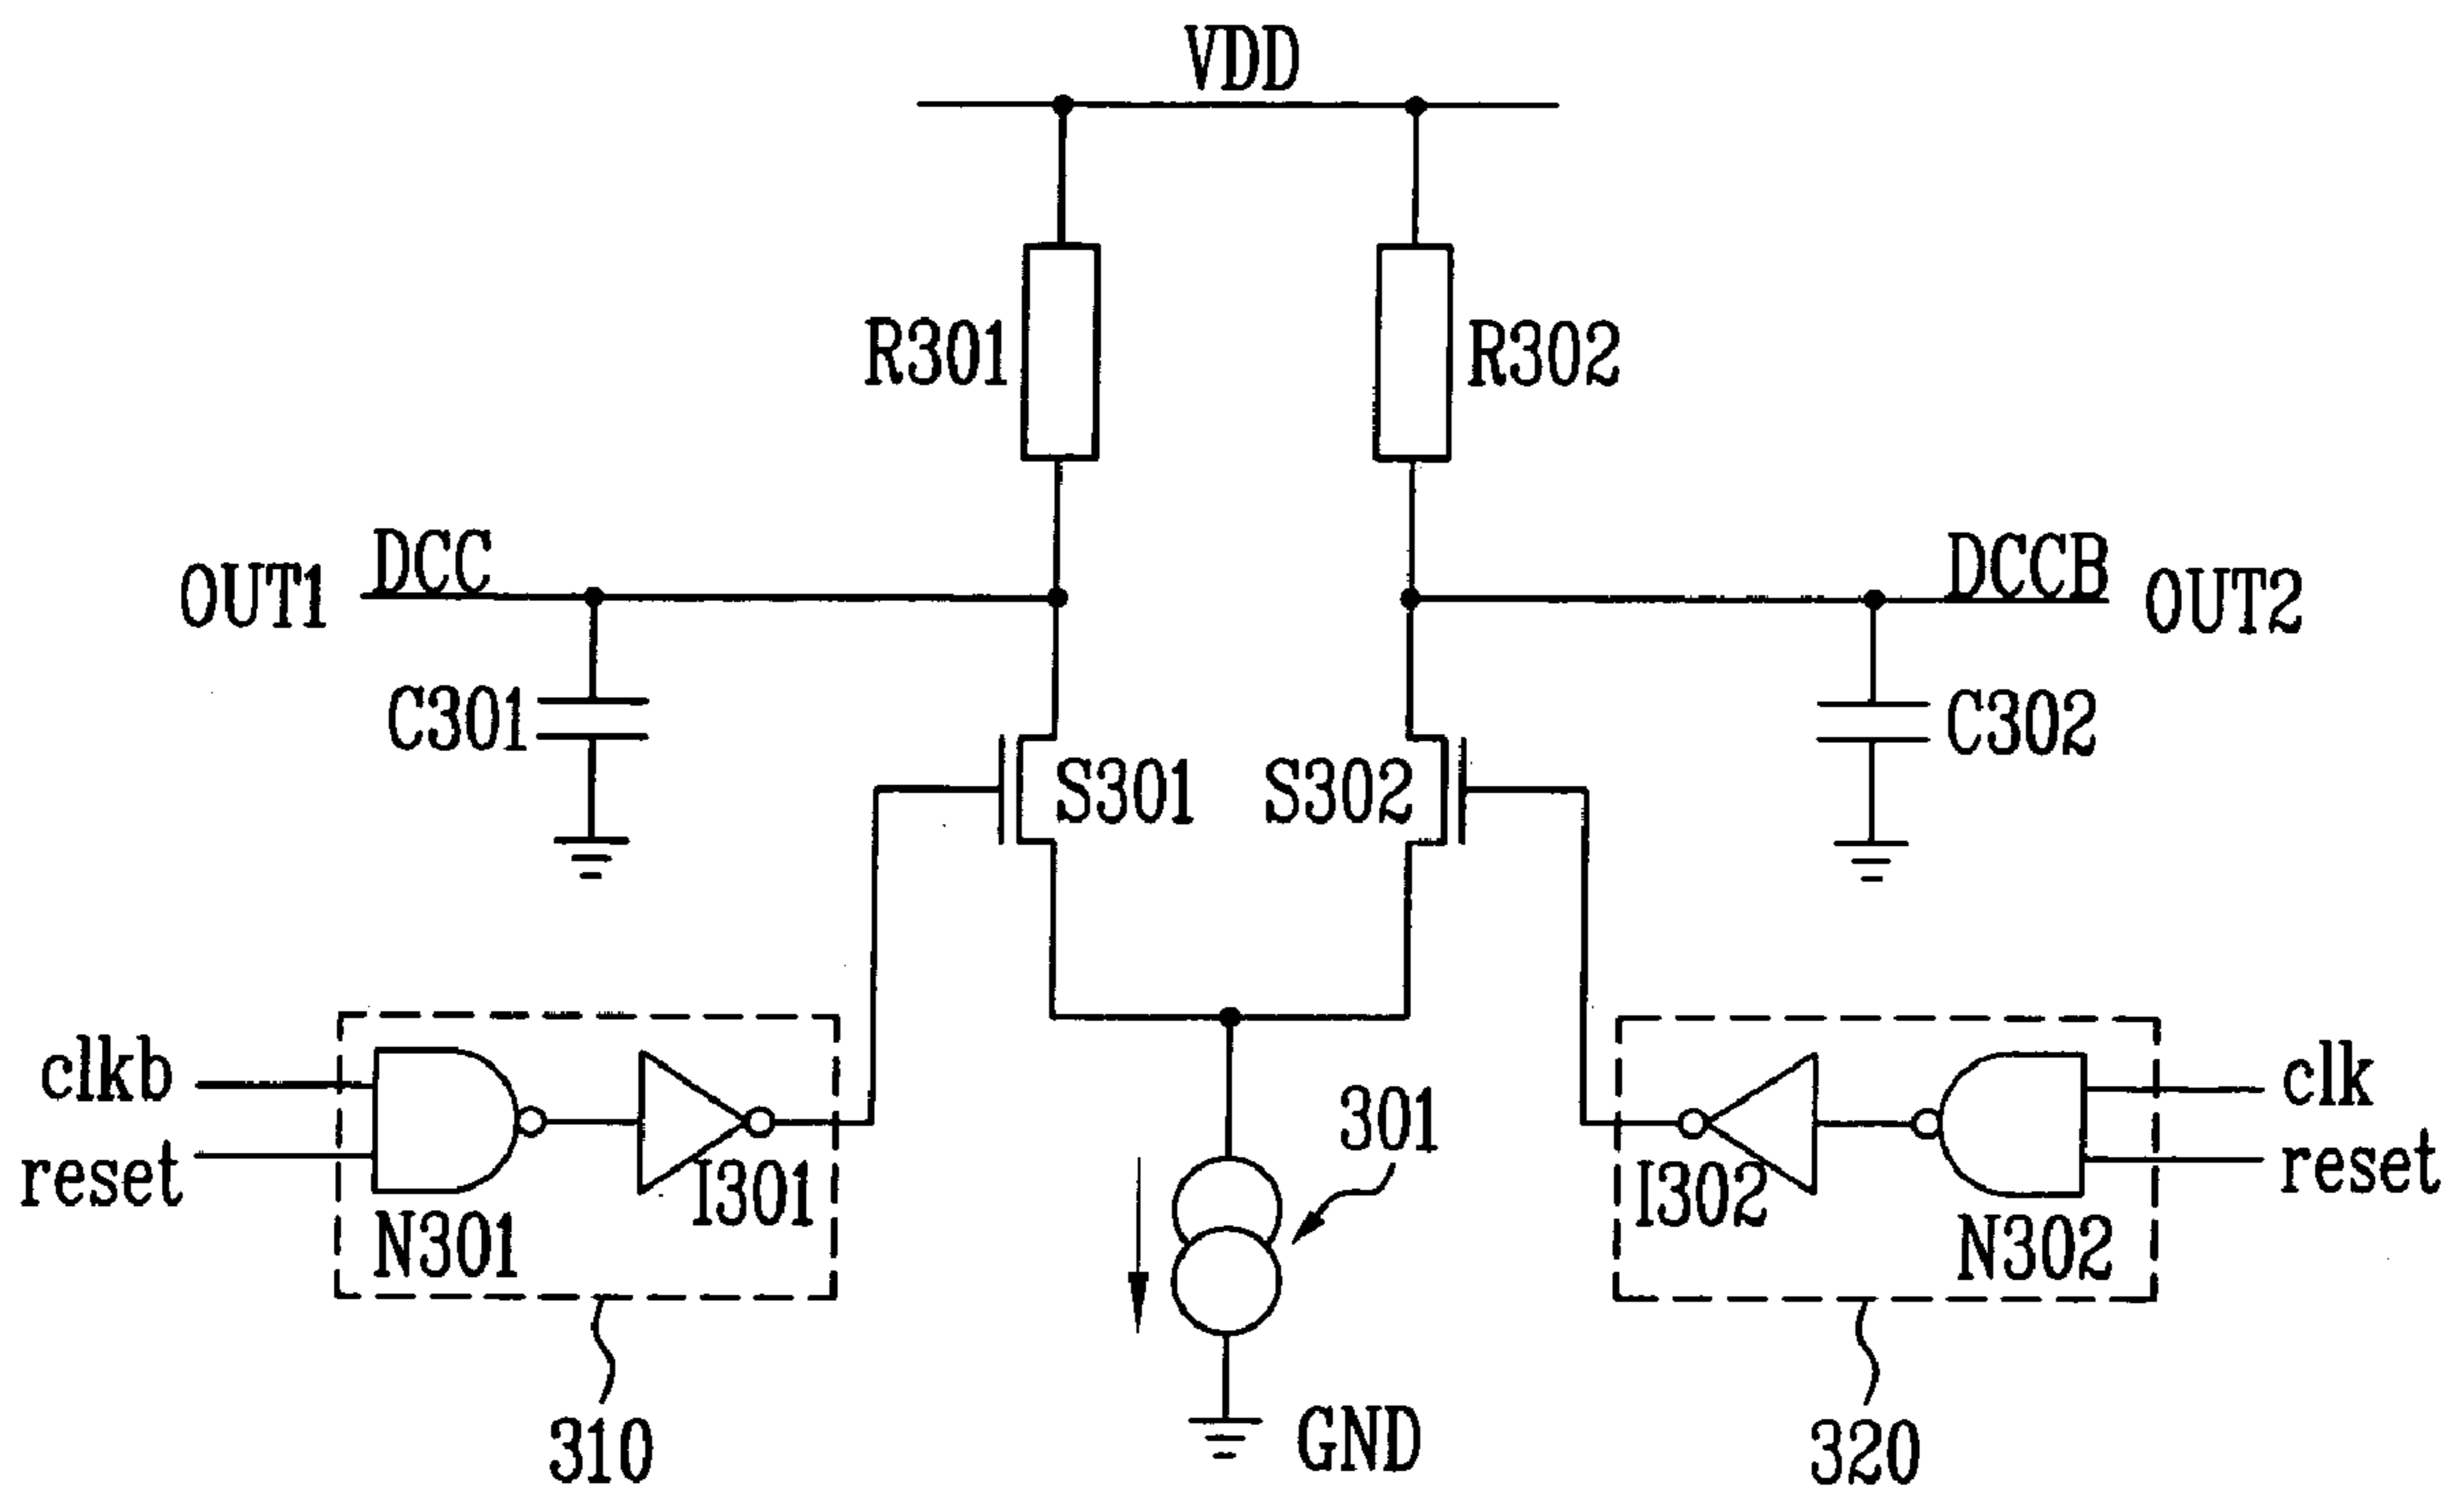 VDD
R301
R302
OUT1
DCC
DCCB
OUT2
C301
S301
S302
C302
clkb
reset
N301
I301
301
I302
N302
clk
reset
310
GND
320